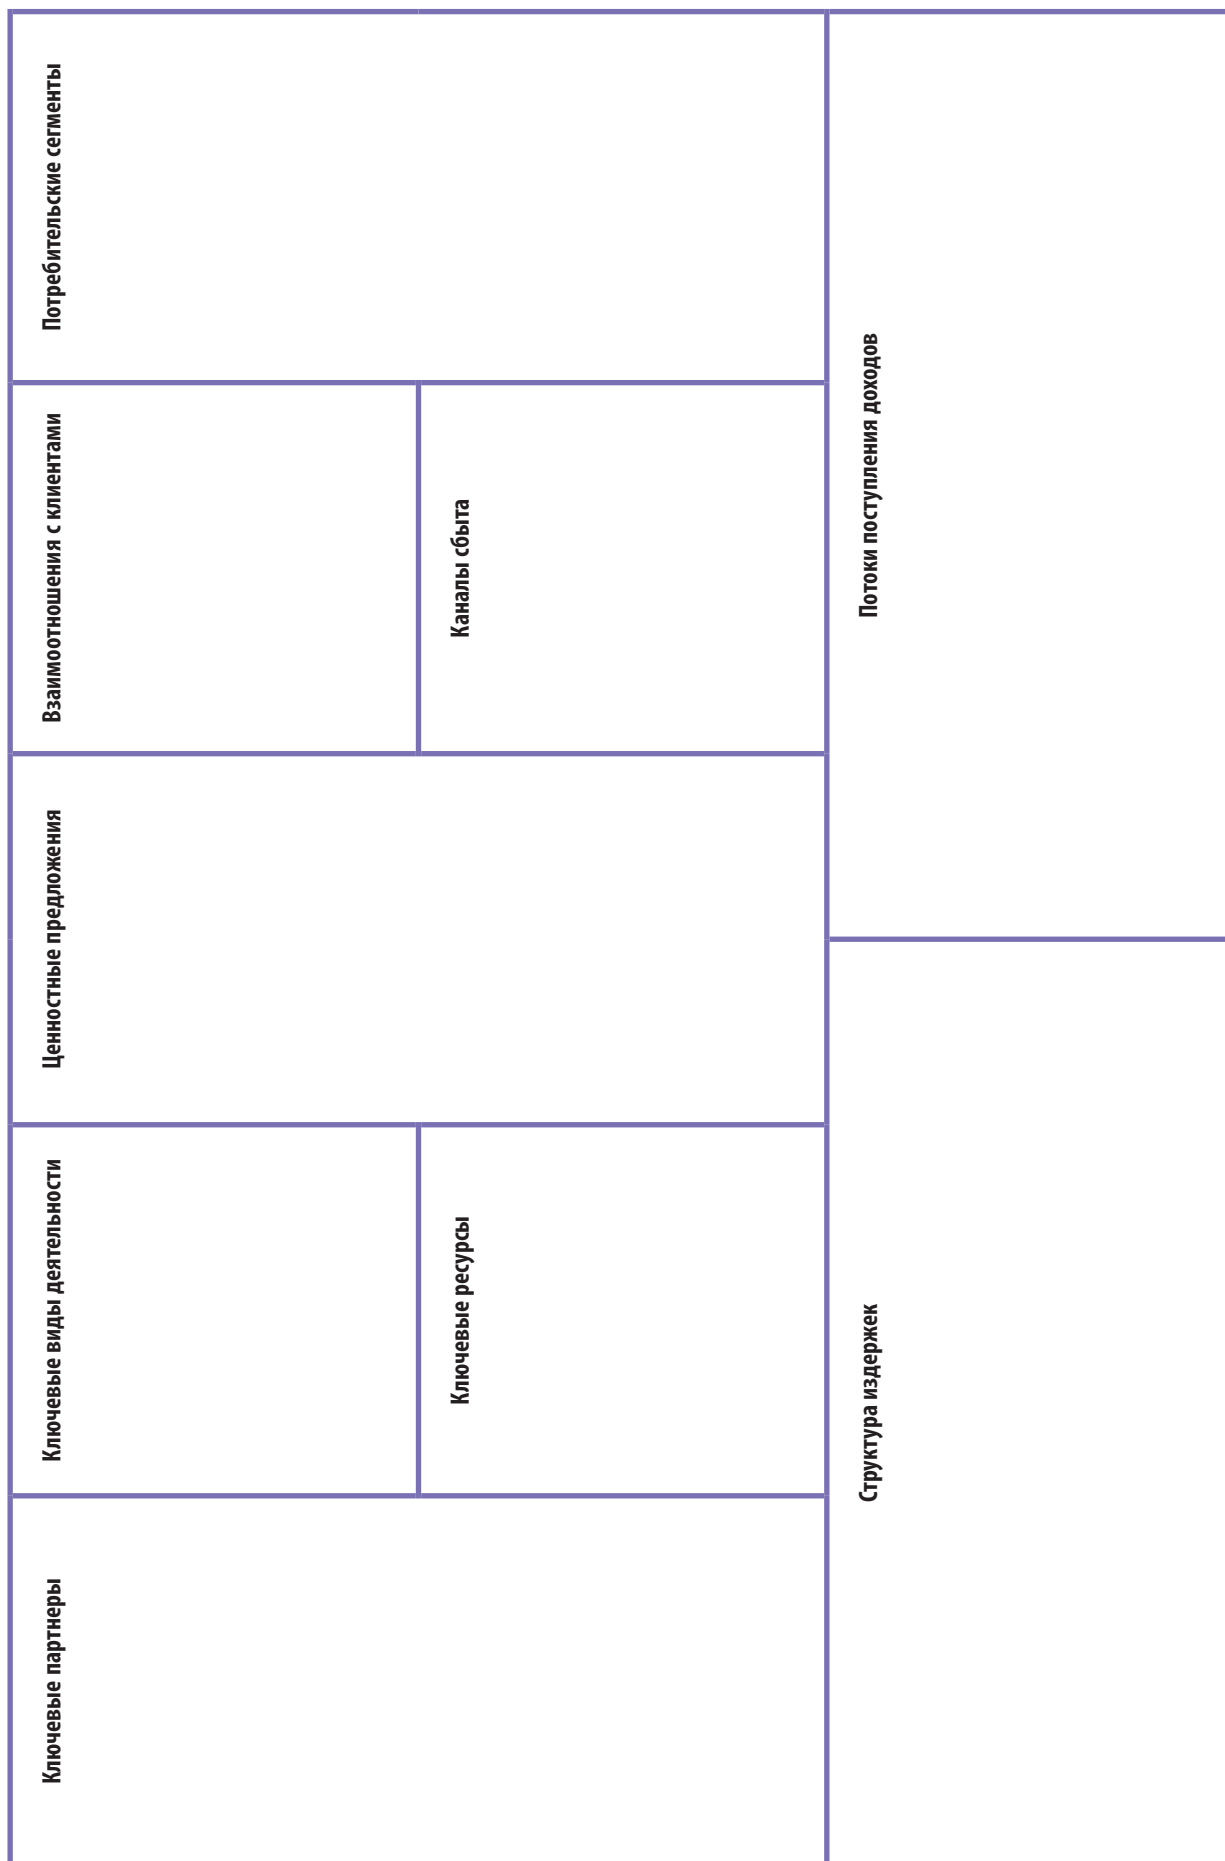 Ключевые партнеры
Ключевые виды деятельности
Ключевые ресурсы
Ценностные предложения
Взаимоотношения с клиентами
Каналы сбыта
Потребительские сегменты
Структура издержек
Потоки поступления доходов